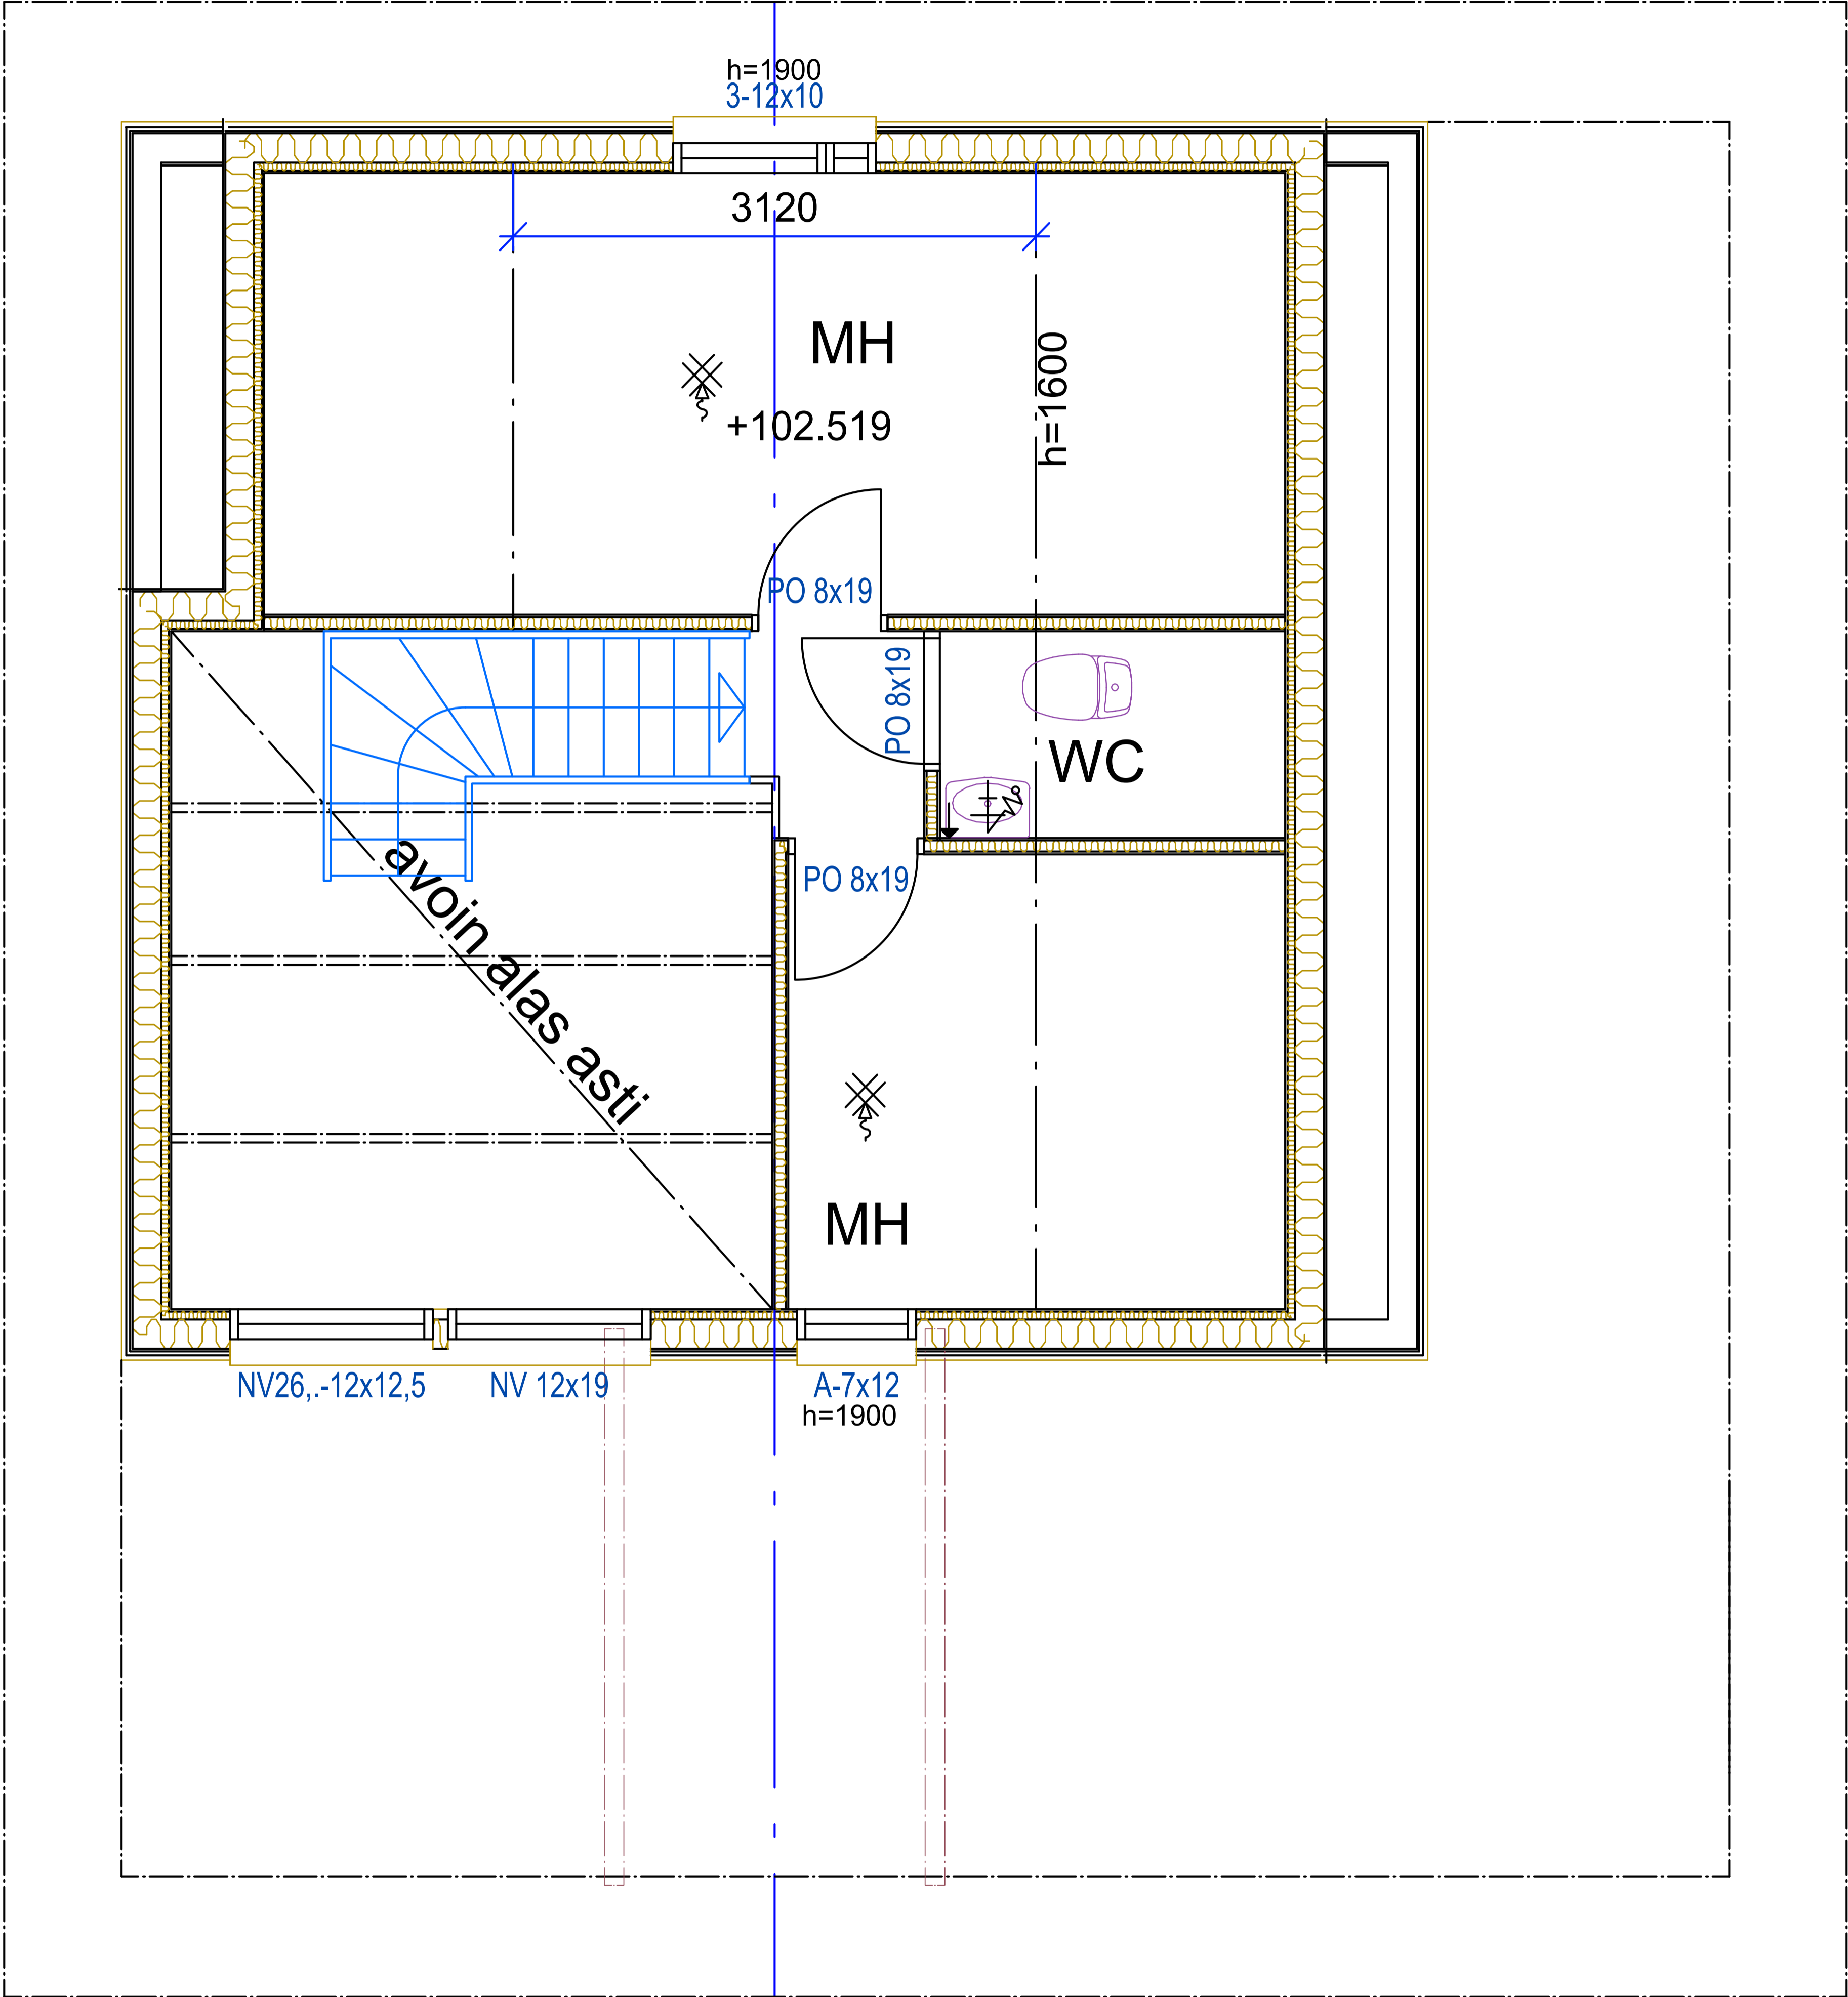 h=1900
3-12x10
3120
MH
h=1600
+102.519
PO 8x19
PO 8x19
WC
avoin alas asti
PO 8x19
MH
NV26,.-12x12,5
NV 12x19
A-7x12
h=1900